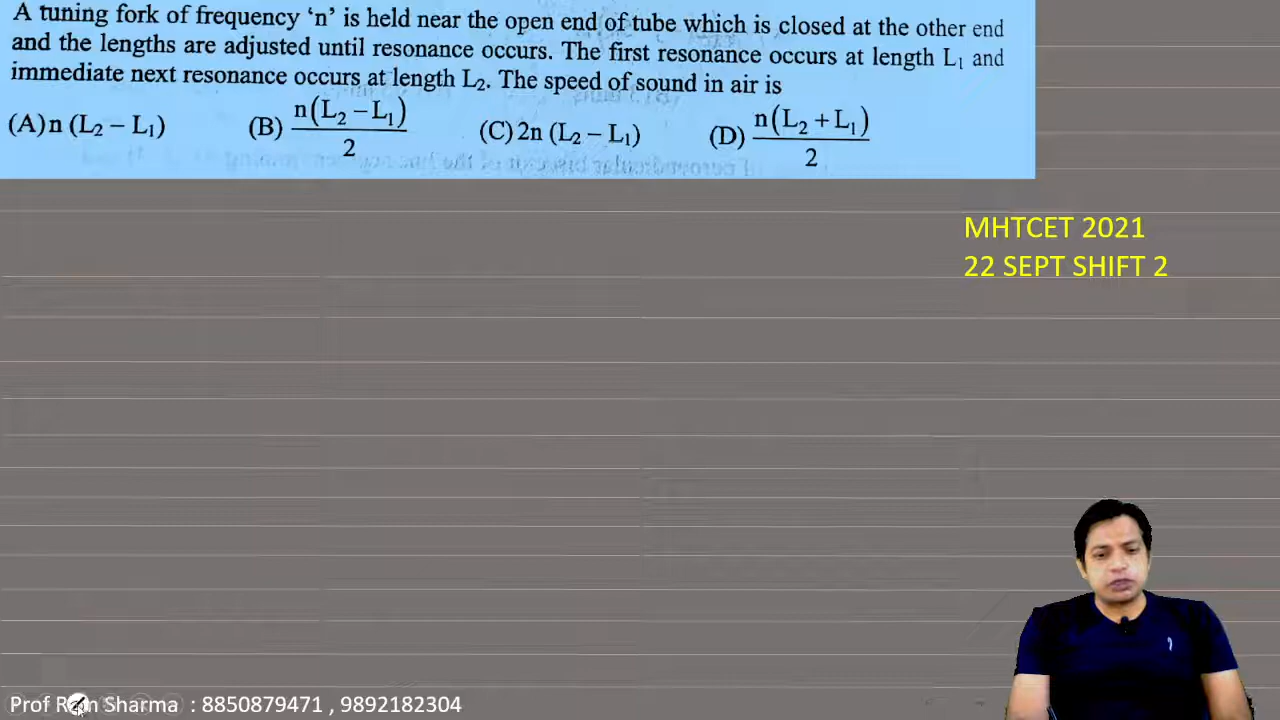 A tuning fork of frequency ‘n’ is held near the open end of tube which is closed at the other end
and the lengths are adjusted until resonance occurs. The first resonance occurs at length L₁ and
immediate next resonance occurs at length L₂. The speed of sound in air is
(A) n (L₂ – L₁) (B) n(L₂ – L₁)/2 (C) 2n (L₂ – L₁) (D) n(L₂ + L₁)/2
MHTCET 2021
22 SEPT SHIFT 2
Prof Sharma : 8850879471 , 9892182304